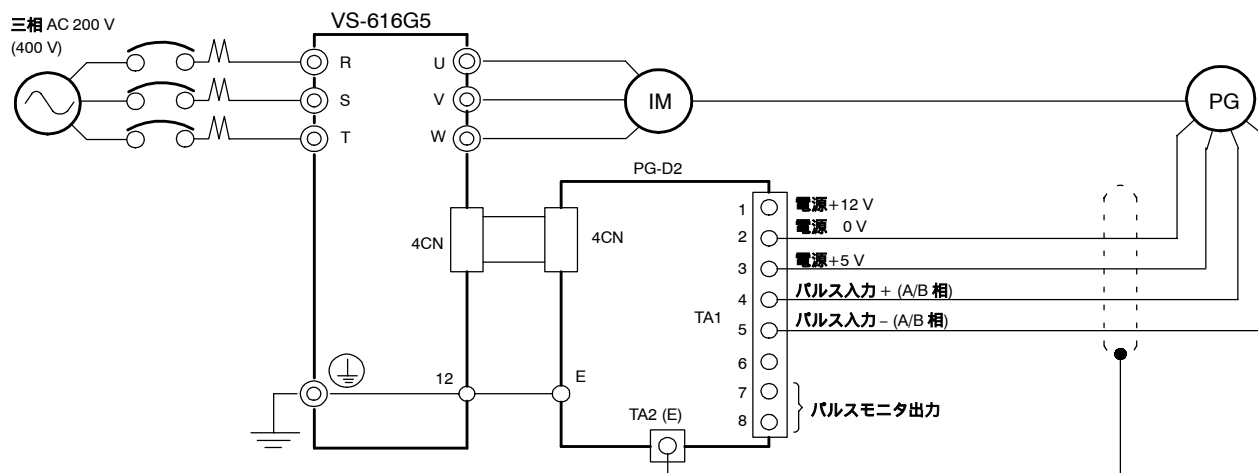 三相 AC 200 V
(400 V)
VS-616G5
R
S
T
U
V
W
IM
PG
PG-D2
4CN
4CN
TA1
1
2
3
4
5
6
7
8
電源+12 V
電源 0 V
電源+5 V
パルス入力 + (A/B 相)
パルス入力 – (A/B 相)
パルスモニタ出力
12
E
TA2 (E)